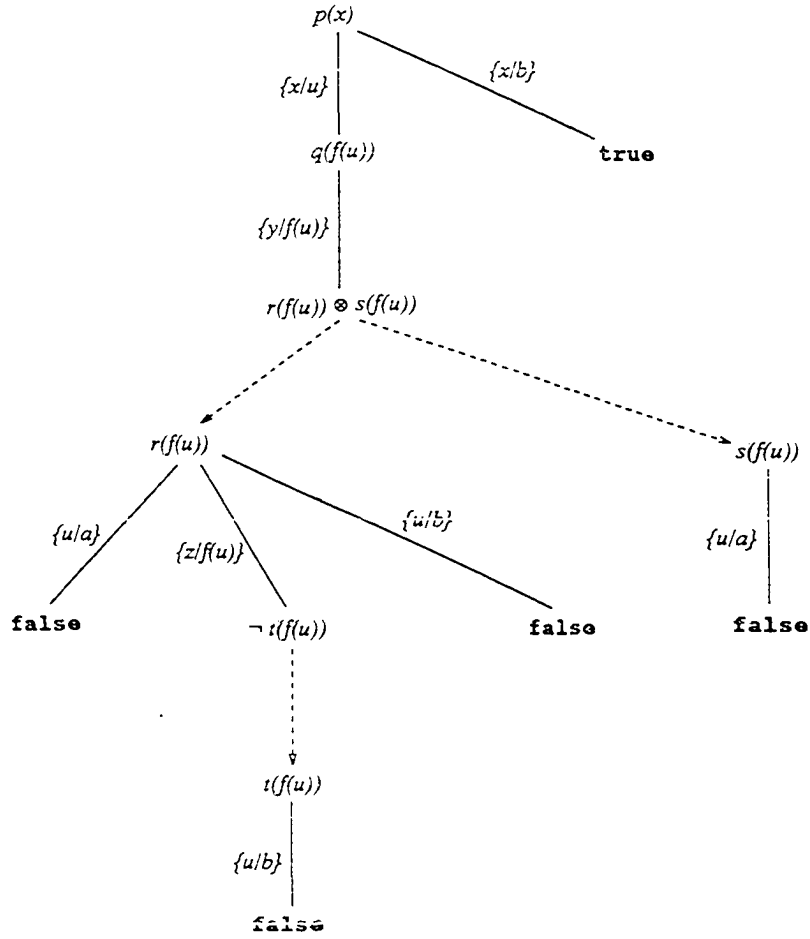 p(x)
{x/u}
{x/b}
q(f(u))
true
{y/f(u)}
r(f(u)) ⊗ s(f(u))
r(f(u))
s(f(u))
{u/a}
{z/f(u)}
{u/b}
{u/a}
false
¬ t(f(u))
false
false
t(f(u))
{u/b}
false